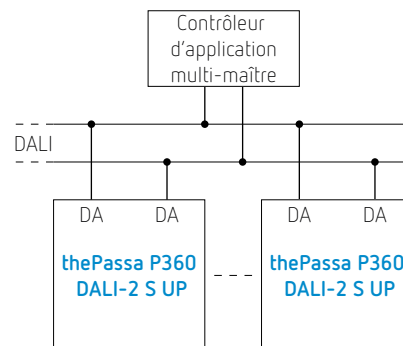 Contrôleur
d'application
multi-maître
DALI
DA DA DA DA
thePassa P360 thePassa P360
DALI-2 S UP DALI-2 S UP